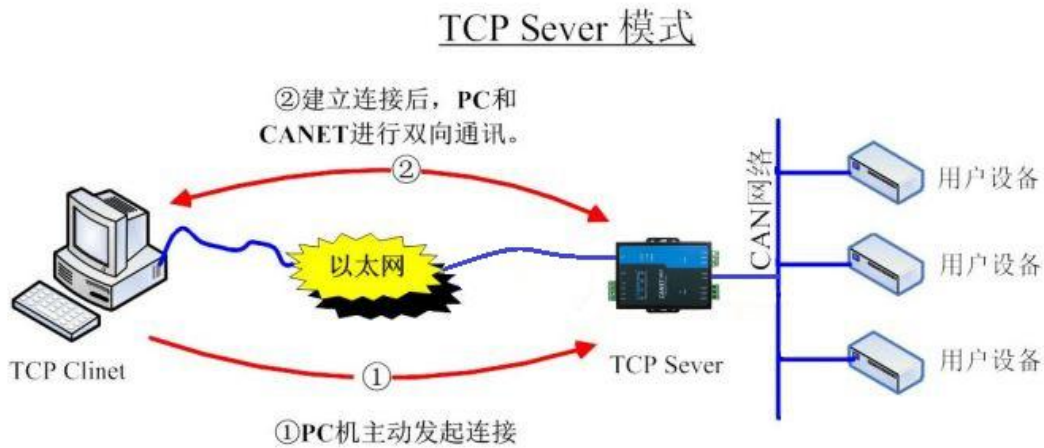 TCP Sever 模式
②建立连接后，PC和
CANET进行双向通讯。
②
用户设备
CAN网络
以太网
用户设备
TCP Clinet
TCP Sever
用户设备
①
①PC机主动发起连接